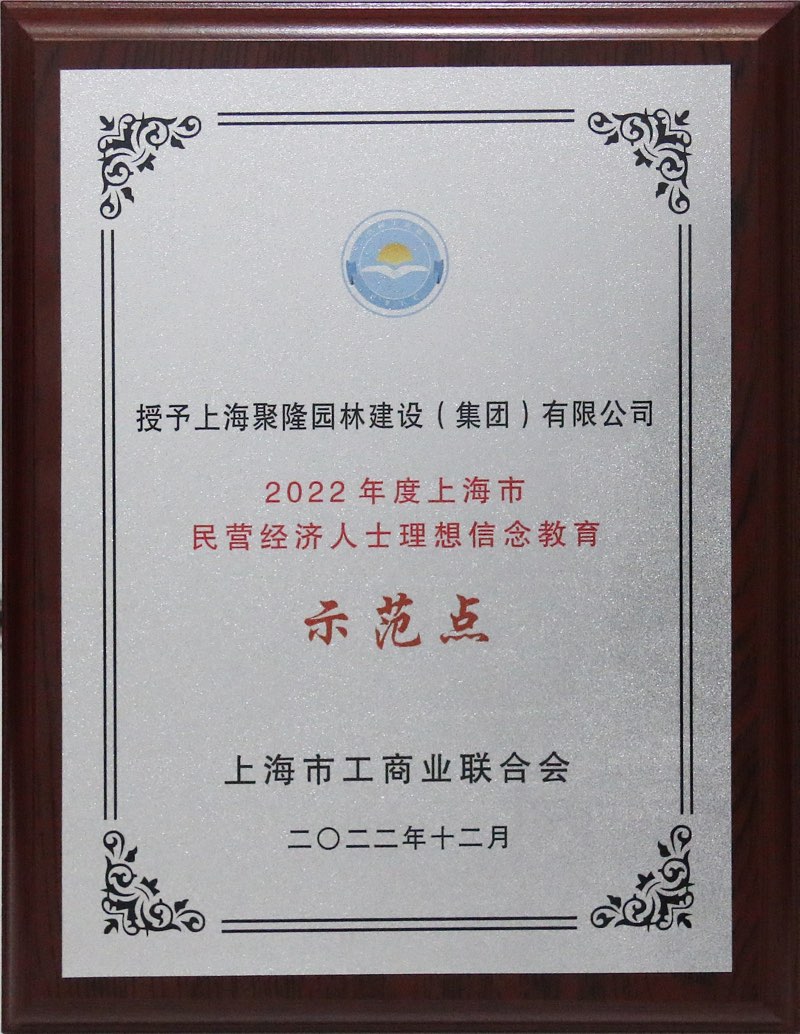 授予上海聚隆园林建设（集团）有限公司
2022年度上海市
民营经济人士理想信念教育
示范点
上海市工商业联合会
二〇二二年十二月